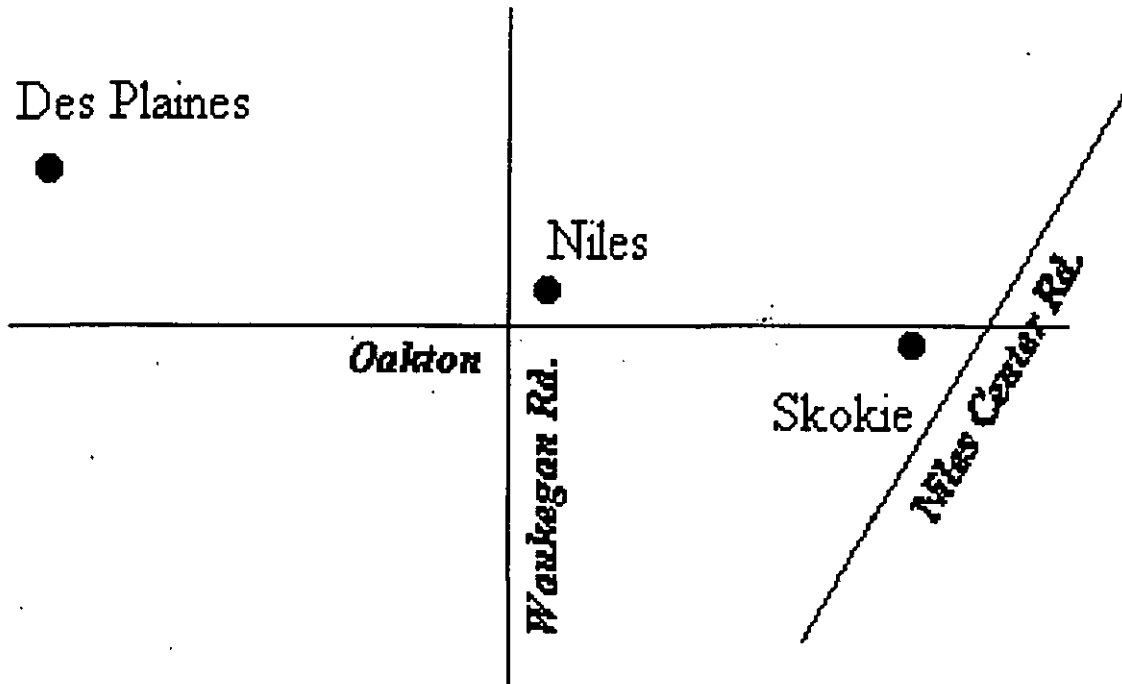 Des Plaines
Niles
Oakton
Waukegan Rd.
Skokie
Niles Center Rd.